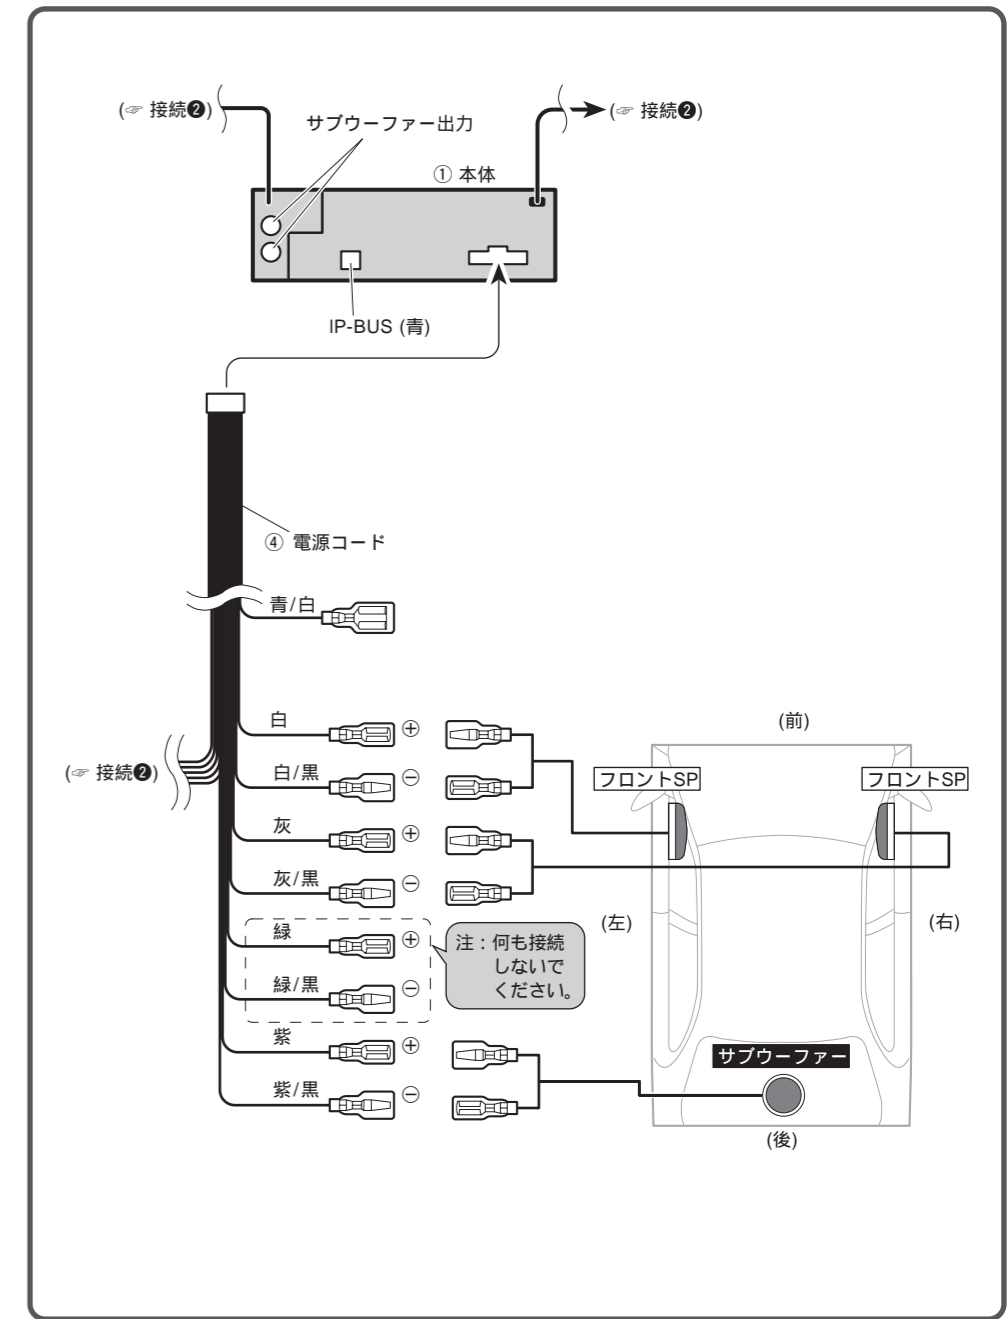 (☞ 接続❷)
(☞ 接続❷)
サブウーファー出力
① 本体
IP-BUS (青)
④ 電源コード
青/白
白
⊕
白/黒
⊖
灰
⊕
灰/黒
⊖
緑
⊕
緑/黒
⊖
紫
⊕
紫/黒
⊖
(☞ 接続❷)
注：何も接続
しないで
ください。
(前)
フロントSP
フロントSP
(左)
(右)
サブウーファー
(後)